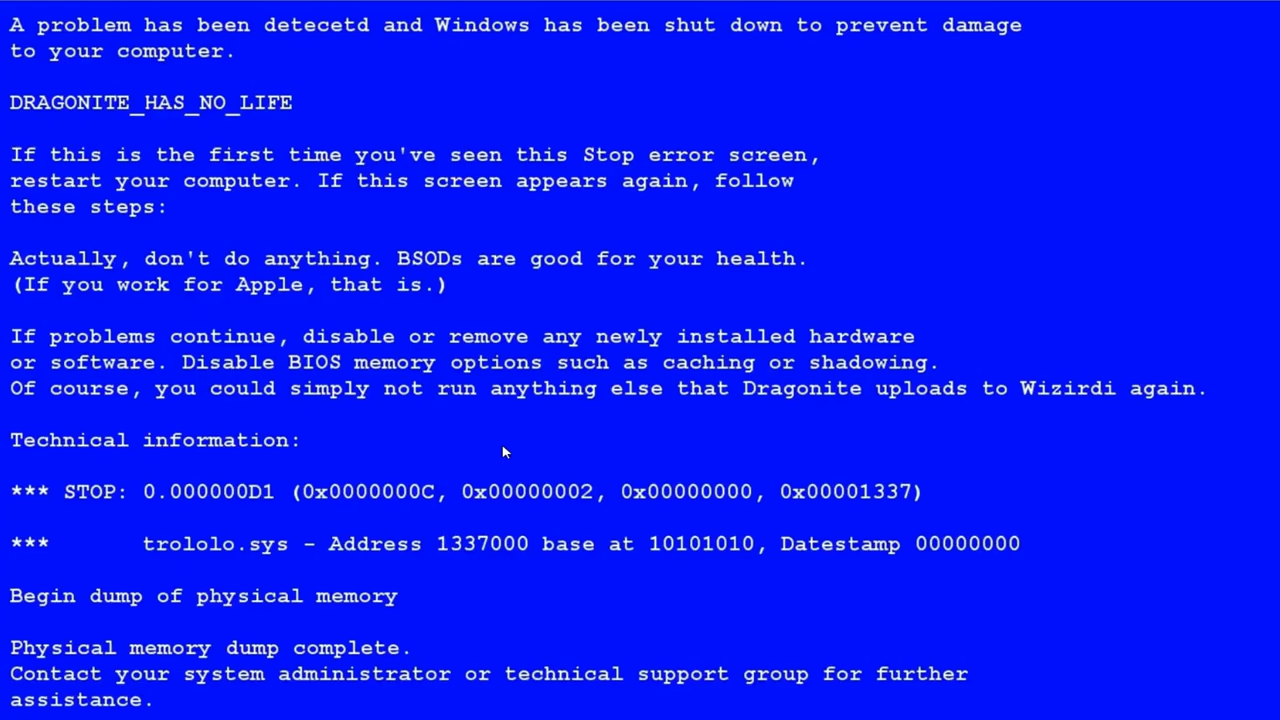 A problem has been detecetd and Windows has been shut down to prevent damage
to your computer.
DRAGONITE_HAS_NO_LIFE
If this is the first time you've seen this Stop error screen,
restart your computer. If this screen appears again, follow
these steps:
Actually, don't do anything. BSODs are good for your health.
(If you work for Apple, that is.)
If problems continue, disable or remove any newly installed hardware
or software. Disable BIOS memory options such as caching or shadowing.
Of course, you could simply not run anything else that Dragonite uploads to Wizirdi again.
Technical information:
*** STOP: 0.000000D1 (0x0000000C, 0x00000002, 0x00000000, 0x00001337)
*** trololo.sys – Address 1337000 base at 10101010, Datestamp 00000000
Begin dump of physical memory
Physical memory dump complete.
Contact your system administrator or technical support group for further
assistance.